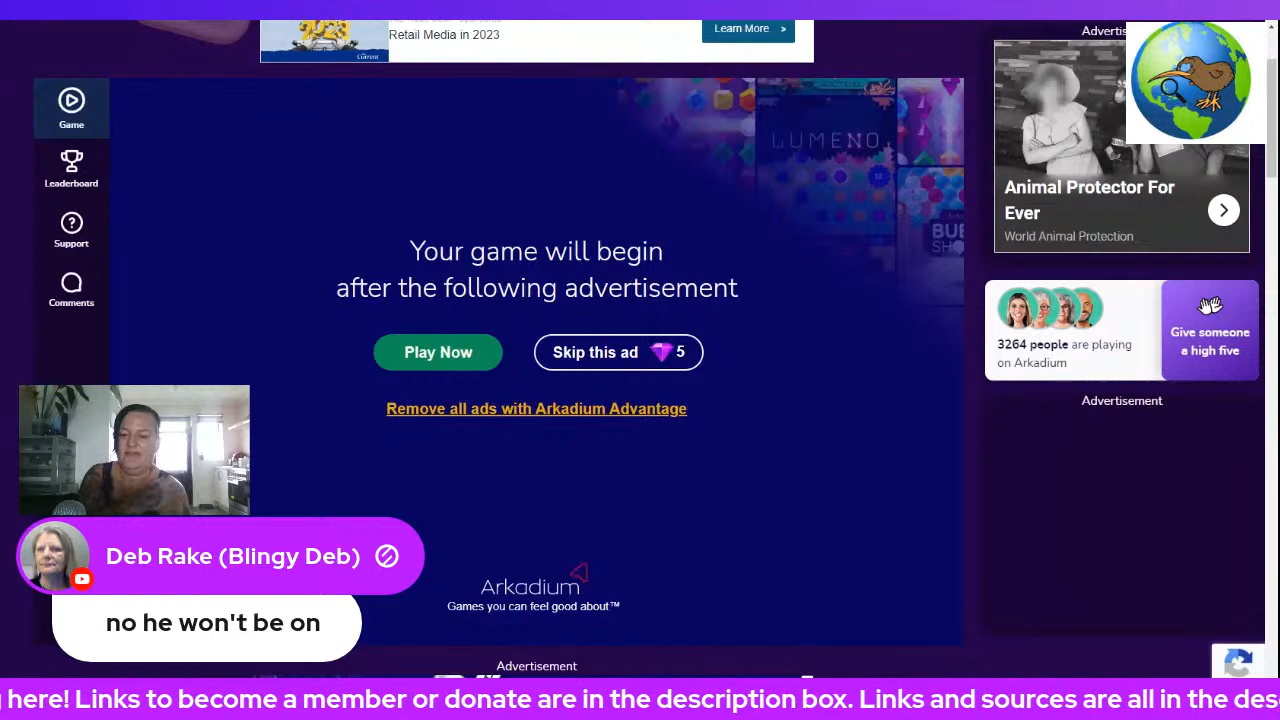 Retail Media in 2023
Learn More >
Current
Advertis
Game
Leaderboard
Support
Comments
LUMENO
Your game will begin
after the following advertisement
Play Now
Skip this ad 5
Remove all ads with Arkadium Advantage
Arkadium
Games you can feel good about™
Animal Protector For
Ever
World Animal Protection
3264 people are playing
on Arkadium
Give someone
a high five
Advertisement
Deb Rake (Blingy Deb)
no he won't be on
Advertisement
g here! Links to become a member or donate are in the description box. Links and sources are all in the des